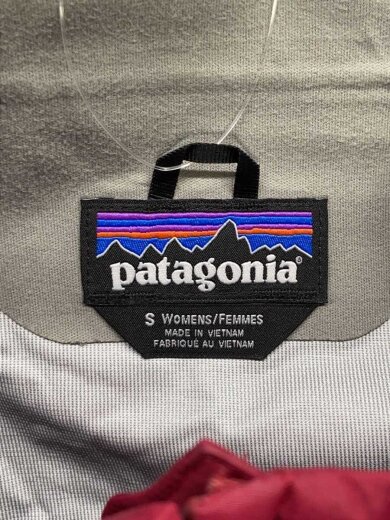 patagonia®
S WOMENS/FEMMES
MADE IN VIETNAM
FABRIQUÉ AU VIETNAM